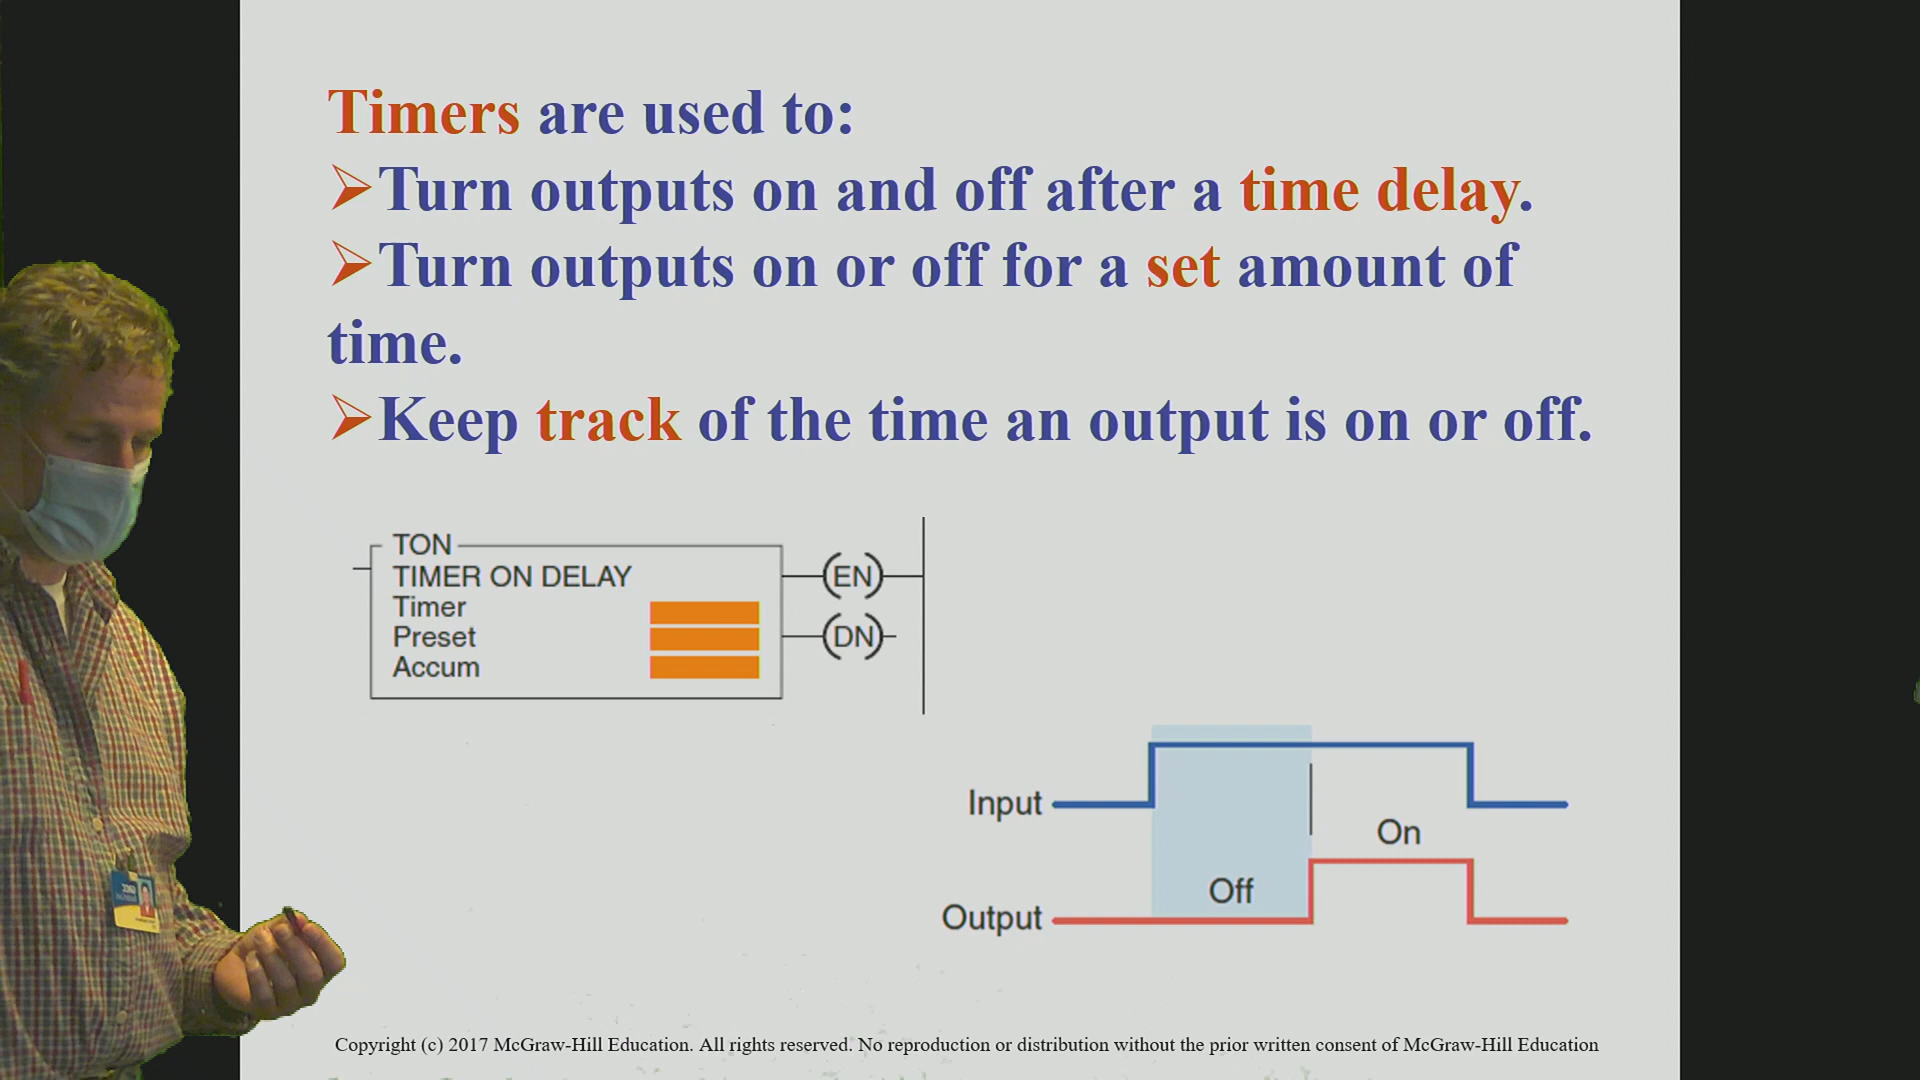 Timers are used to:
➢Turn outputs on and off after a time delay.
➢Turn outputs on or off for a set amount of
time.
➢Keep track of the time an output is on or off.
TON
TIMER ON DELAY
Timer
Preset
Accum
EN
DN
Input
On
Off
Output
Copyright (c) 2017 McGraw-Hill Education. All rights reserved. No reproduction or distribution without the prior written consent of McGraw-Hill Education